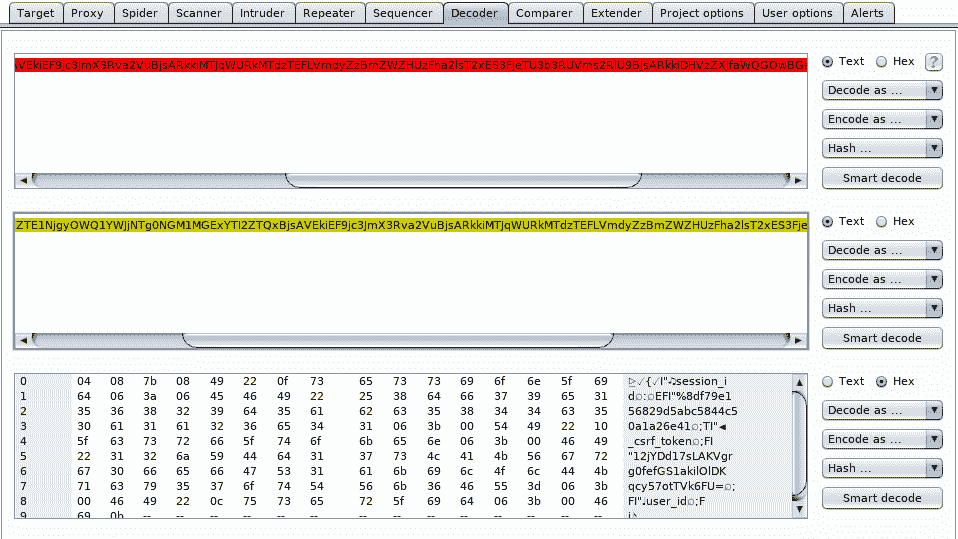 Target Proxy Spider Scanner Intruder Repeater Sequencer Decoder Comparer Extender Project options User options Alerts
VEkiEF9jc3JmX3Rva2VuBjsARkkiMTJqWURkMTdzTEFLVmdyZzBmZWZHUzFha2lsT2xES3FjeTU3b3RUVms2RlU9BjsARkkiDHVzZXJfaWQGOwBG
Text Hex ?
Decode as ...
Encode as ...
Hash ...
Smart decode
ZTE1NjgyOWQ1YWJjNTg0NGM1MGExYTI2ZTQxBjsAVEkiEF9jc3JmX3Rva2VuBjsARkkiMTJqWURkMTdzTEFLVmdyZzBmZWZHUzFha2lsT2xES3Fje
Text Hex
Decode as ...
Encode as ...
Hash ...
Smart decode
0 04 08 7b 08 49 22 0f 73 65 73 73 69 6f 6e 5f 69 {I"session_i
1 64 06 3a 06 45 46 49 22 25 38 64 66 37 39 65 31 d:EFI"%8df79e1
2 35 36 38 32 39 64 35 61 62 63 35 38 34 34 63 35 56829d5abc5844c5
3 30 61 31 61 32 36 65 34 31 06 3b 00 54 49 22 10 0a1a26e41;TI"
4 5f 63 73 72 66 5f 74 6f 6b 65 6e 06 3b 00 46 49 _csrf_token;FI
5 22 31 32 6a 59 44 64 31 37 73 4c 41 4b 56 67 72 "12jYDd17sLAKVgr
6 67 30 66 65 66 47 53 31 61 6b 69 6c 4f 6c 44 4b g0fefGS1akilOlDK
7 71 63 79 35 37 6f 74 54 56 6b 36 46 55 3d 06 3b qcy57otTVk6FU=;
8 00 46 49 22 0c 75 73 65 72 5f 69 64 06 3b 00 46 FI"user_id;F
9 69 0b -- -- -- -- -- -- -- -- -- -- -- -- -- -- i
Text Hex
Decode as ...
Encode as ...
Hash ...
Smart decode